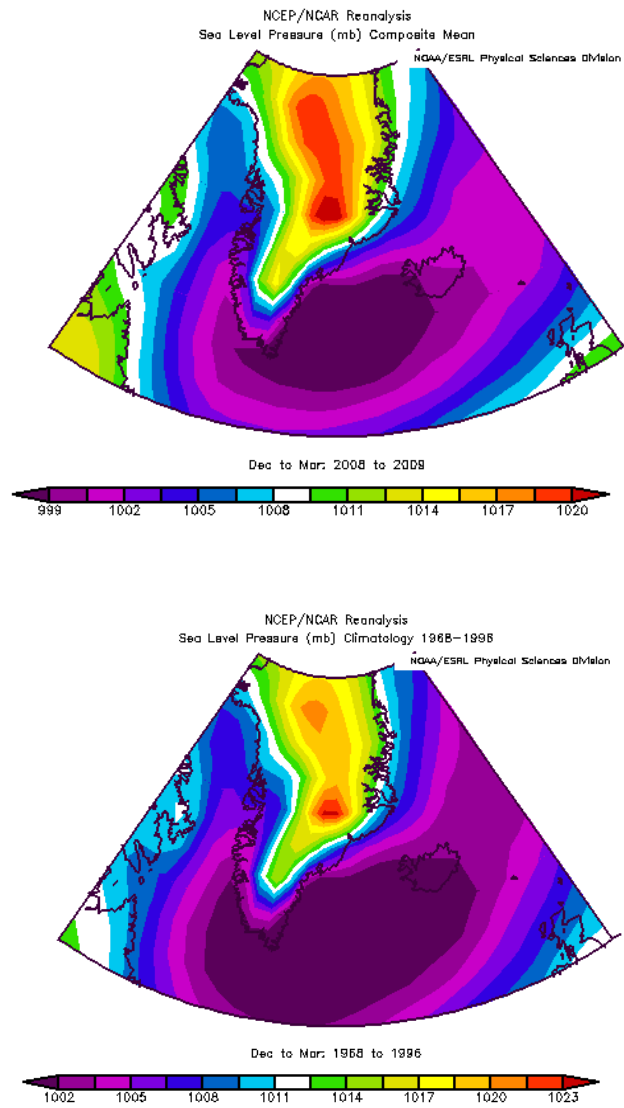 NCEP/NCAR Reanalysis
Sea Level Pressure (mb) Composite Mean
NOAA/ESRL Physical Sciences Division
Dec to Mar: 2008 to 2009
999 1002 1005 1008 1011 1014 1017 1020
NCEP/NCAR Reanalysis
Sea Level Pressure (mb) Climatology 1968-1996
NOAA/ESRL Physical Sciences Division
Dec to Mar: 1968 to 1996
1002 1005 1008 1011 1014 1017 1020 1023